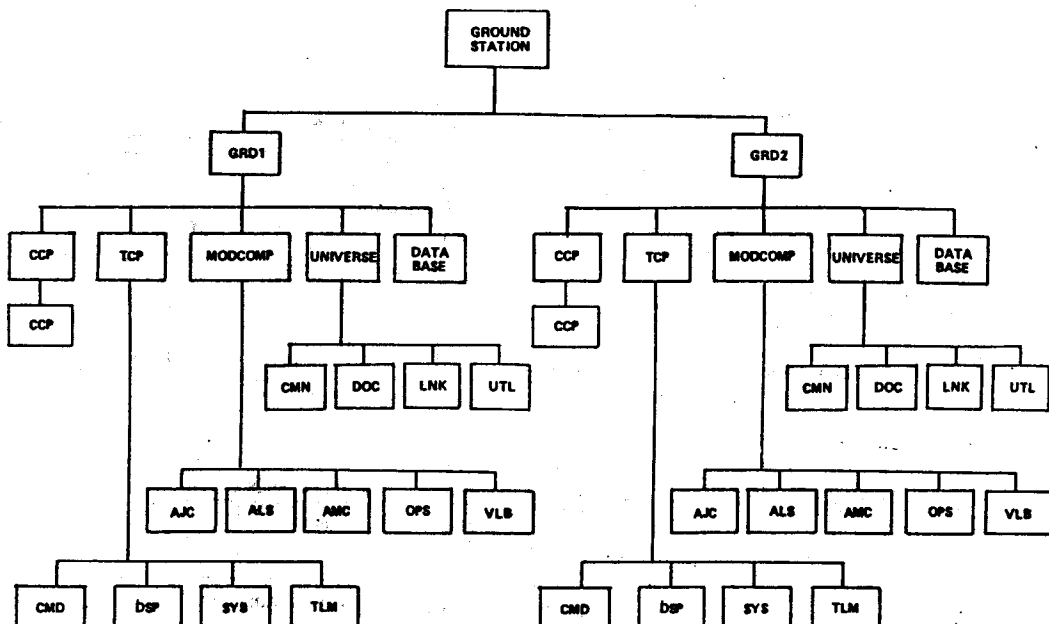 GROUND
STATION
GRD1
GRD2
CCP
TCP
MODCOMP
UNIVERSE
DATA
BASE
CCP
TCP
MODCOMP
UNIVERSE
DATA
BASE
CCP
CCP
CMN
DOC
LNK
UTL
CMN
DOC
LNK
UTL
AJC
ALS
AMC
OPS
VLB
AJC
ALS
AMC
OPS
VLB
CMD
bSP
SYS
TLM
CMD
bSP
SYS
TLM